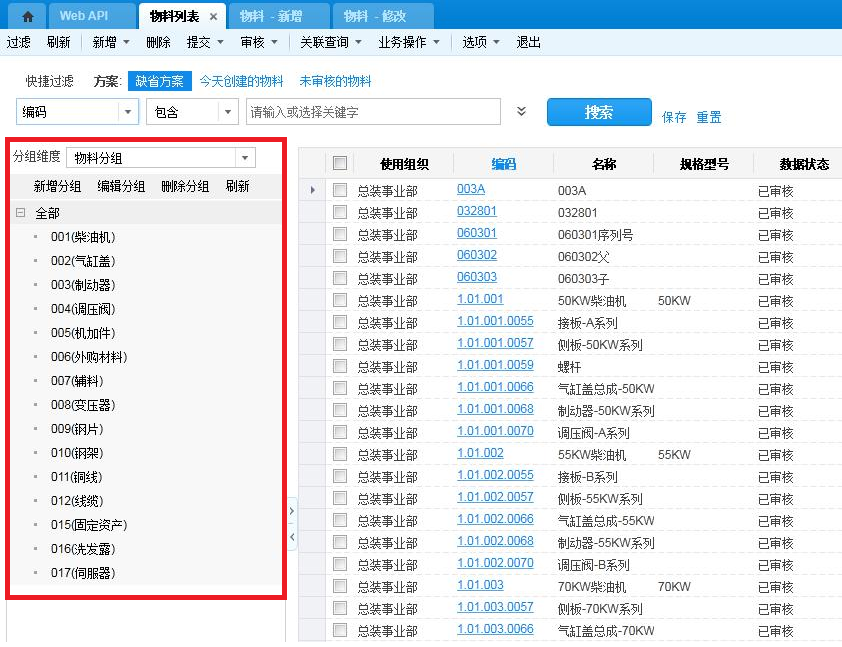 Web API 物料列表 × 物料 - 新增 物料 - 修改
过滤 刷新 新增 删除 提交 审核 关联查询 业务操作 选项 退出
快捷过滤 方案: 缺省方案 今天创建的物料 未审核的物料
编码 包含 请输入或选择关键字 搜索 保存 重置
分组维度 物料分组
新增分组 编辑分组 删除分组 刷新
全部
001(柴油机)
002(气缸盖)
003(制动器)
004(调压阀)
005(机加件)
006(外购材料)
007(辅料)
008(变压器)
009(钢片)
010(钢架)
011(铜线)
012(线缆)
015(固定资产)
016(洗发露)
017(伺服器)
使用组织 编码 名称 规格型号 数据状态
总装事业部 003A 003A 已审核
总装事业部 032801 032801 已审核
总装事业部 060301 060301序列号 已审核
总装事业部 060302 060302父 已审核
总装事业部 060303 060303子 已审核
总装事业部 1.01.001 50KW柴油机 50KW 已审核
总装事业部 1.01.001.0055 接板-A系列 已审核
总装事业部 1.01.001.0057 侧板-50KW系列 已审核
总装事业部 1.01.001.0059 螺杆 已审核
总装事业部 1.01.001.0066 气缸盖总成-50KW 已审核
总装事业部 1.01.001.0068 制动器-50KW系列 已审核
总装事业部 1.01.001.0070 调压阀-A系列 已审核
总装事业部 1.01.002 55KW柴油机 55KW 已审核
总装事业部 1.01.002.0055 接板-B系列 已审核
总装事业部 1.01.002.0057 侧板-55KW系列 已审核
总装事业部 1.01.002.0066 气缸盖总成-55KW 已审核
总装事业部 1.01.002.0068 制动器-55KW系列 已审核
总装事业部 1.01.002.0070 调压阀-B系列 已审核
总装事业部 1.01.003 70KW柴油机 70KW 已审核
总装事业部 1.01.003.0057 侧板-70KW系列 已审核
总装事业部 1.01.003.0066 气缸盖总成-70KW 已审核